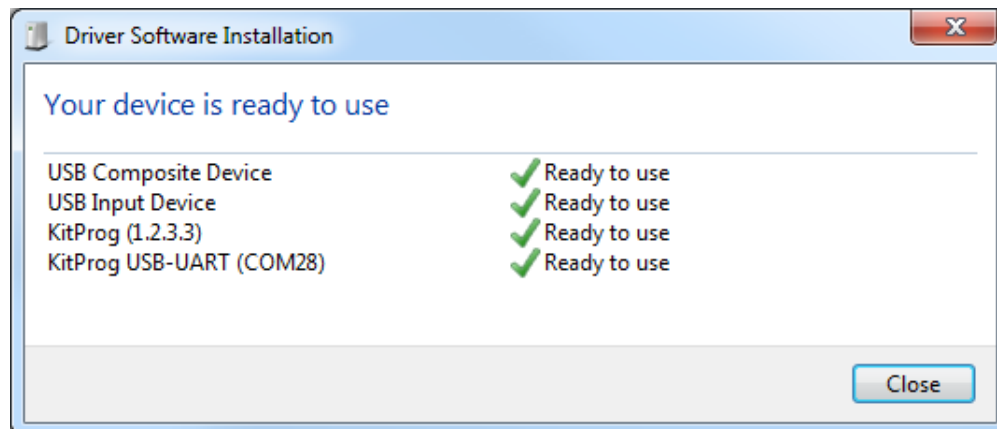 Driver Software Installation
Your device is ready to use
USB Composite Device Ready to use
USB Input Device Ready to use
KitProg (1.2.3.3) Ready to use
KitProg USB-UART (COM28) Ready to use
Close